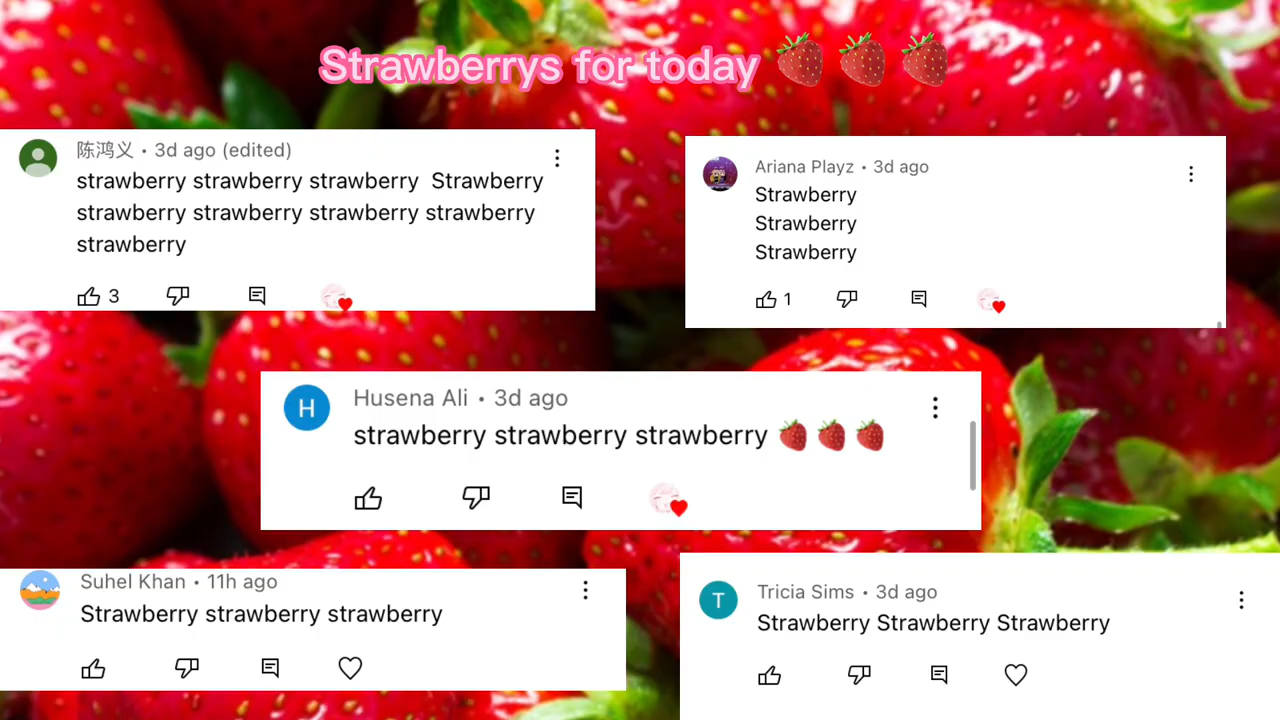 Strawberrys for today 🍓 🍓 🍓
陈鸿义 • 3d ago (edited)
strawberry strawberry strawberry  Strawberry
strawberry strawberry strawberry strawberry
strawberry
3
Ariana Playz • 3d ago
Strawberry
Strawberry
Strawberry
1
H
Husena Ali • 3d ago
strawberry strawberry strawberry 🍓 🍓 🍓
Suhel Khan • 11h ago
Strawberry strawberry strawberry
T
Tricia Sims • 3d ago
Strawberry Strawberry Strawberry